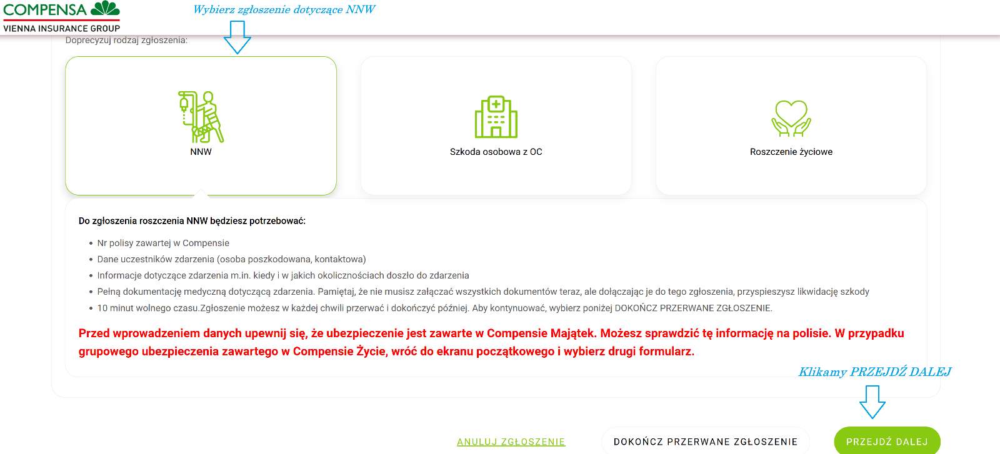 COMPENSA
VIENNA INSURANCE GROUP
Wybierz zgłoszenie dotyczące NNW
Doprecyzuj rodzaj zgłoszenia:
NNW
Szkoda osobowa z OC
Roszczenie życiowe
Do zgłoszenia roszczenia NNW będziesz potrzebować:
• Nr polisy zawartej w Compensie
• Dane uczestników zdarzenia (osoba poszkodowana, kontaktowa)
• Informacje dotyczące zdarzenia m.in. kiedy i w jakich okolicznościach doszło do zdarzenia
• Pełną dokumentację medyczną dotyczącą zdarzenia. Pamiętaj, że nie musisz załączać wszystkich dokumentów teraz, ale dołączając je do tego zgłoszenia, przyspieszysz likwidację szkody
• 10 minut wolnego czasu.Zgłoszenie możesz w każdej chwili przerwać i dokończyć później. Aby kontynuować, wybierz poniżej DOKOŃCZ PRZERWANE ZGŁOSZENIE.
Przed wprowadzeniem danych upewnij się, że ubezpieczenie jest zawarte w Compensie Majątek. Możesz sprawdzić tę informację na polisie. W przypadku
grupowego ubezpieczenia zawartego w Compensie Życie, wróć do ekranu początkowego i wybierz drugi formularz.
Klikamy PRZEJDŹ DALEJ
ANULUJ ZGŁOSZENIE
DOKOŃCZ PRZERWANE ZGŁOSZENIE
PRZEJDŹ DALEJ